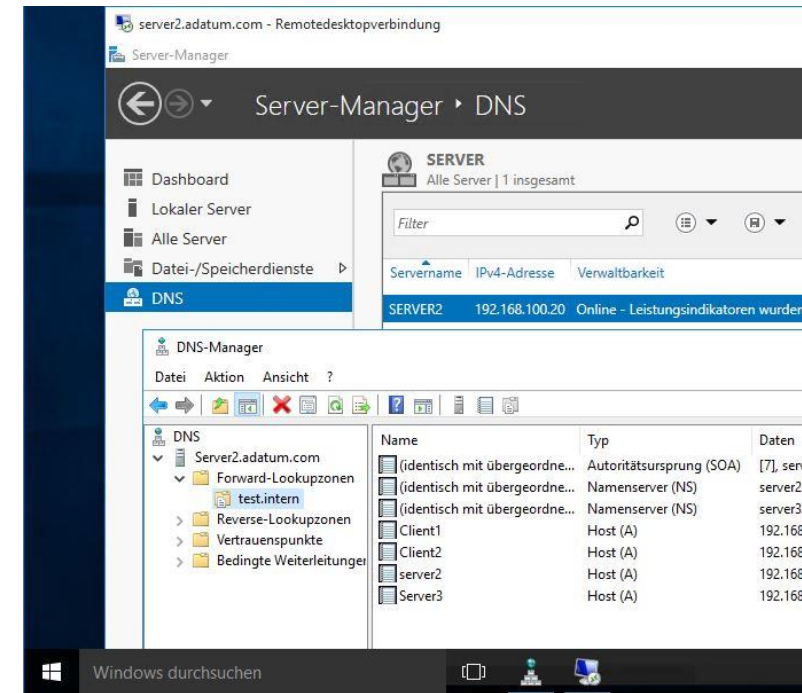 server2.adatum.com - Remotedesktopverbindung
Server-Manager
Server-Manager ‣ DNS
Dashboard
Lokaler Server
Alle Server
Datei-/Speicherdienste
DNS
SERVER
Alle Server | 1 insgesamt
Filter
Servername IPv4-Adresse Verwaltbarkeit
SERVER2 192.168.100.20 Online - Leistungsindikatoren wurden
DNS-Manager
Datei Aktion Ansicht ?
DNS
Server2.adatum.com
Forward-Lookupzonen
test.intern
Reverse-Lookupzonen
Vertrauenspunkte
Bedingte Weiterleitungen
Name Typ Daten
(identisch mit übergeordne... Autoritätsursprung (SOA) [7], ser
(identisch mit übergeordne... Namenserver (NS) server2
(identisch mit übergeordne... Namenserver (NS) server3
Client1 Host (A) 192.168
Client2 Host (A) 192.168
server2 Host (A) 192.168
Server3 Host (A) 192.168
Windows durchsuchen